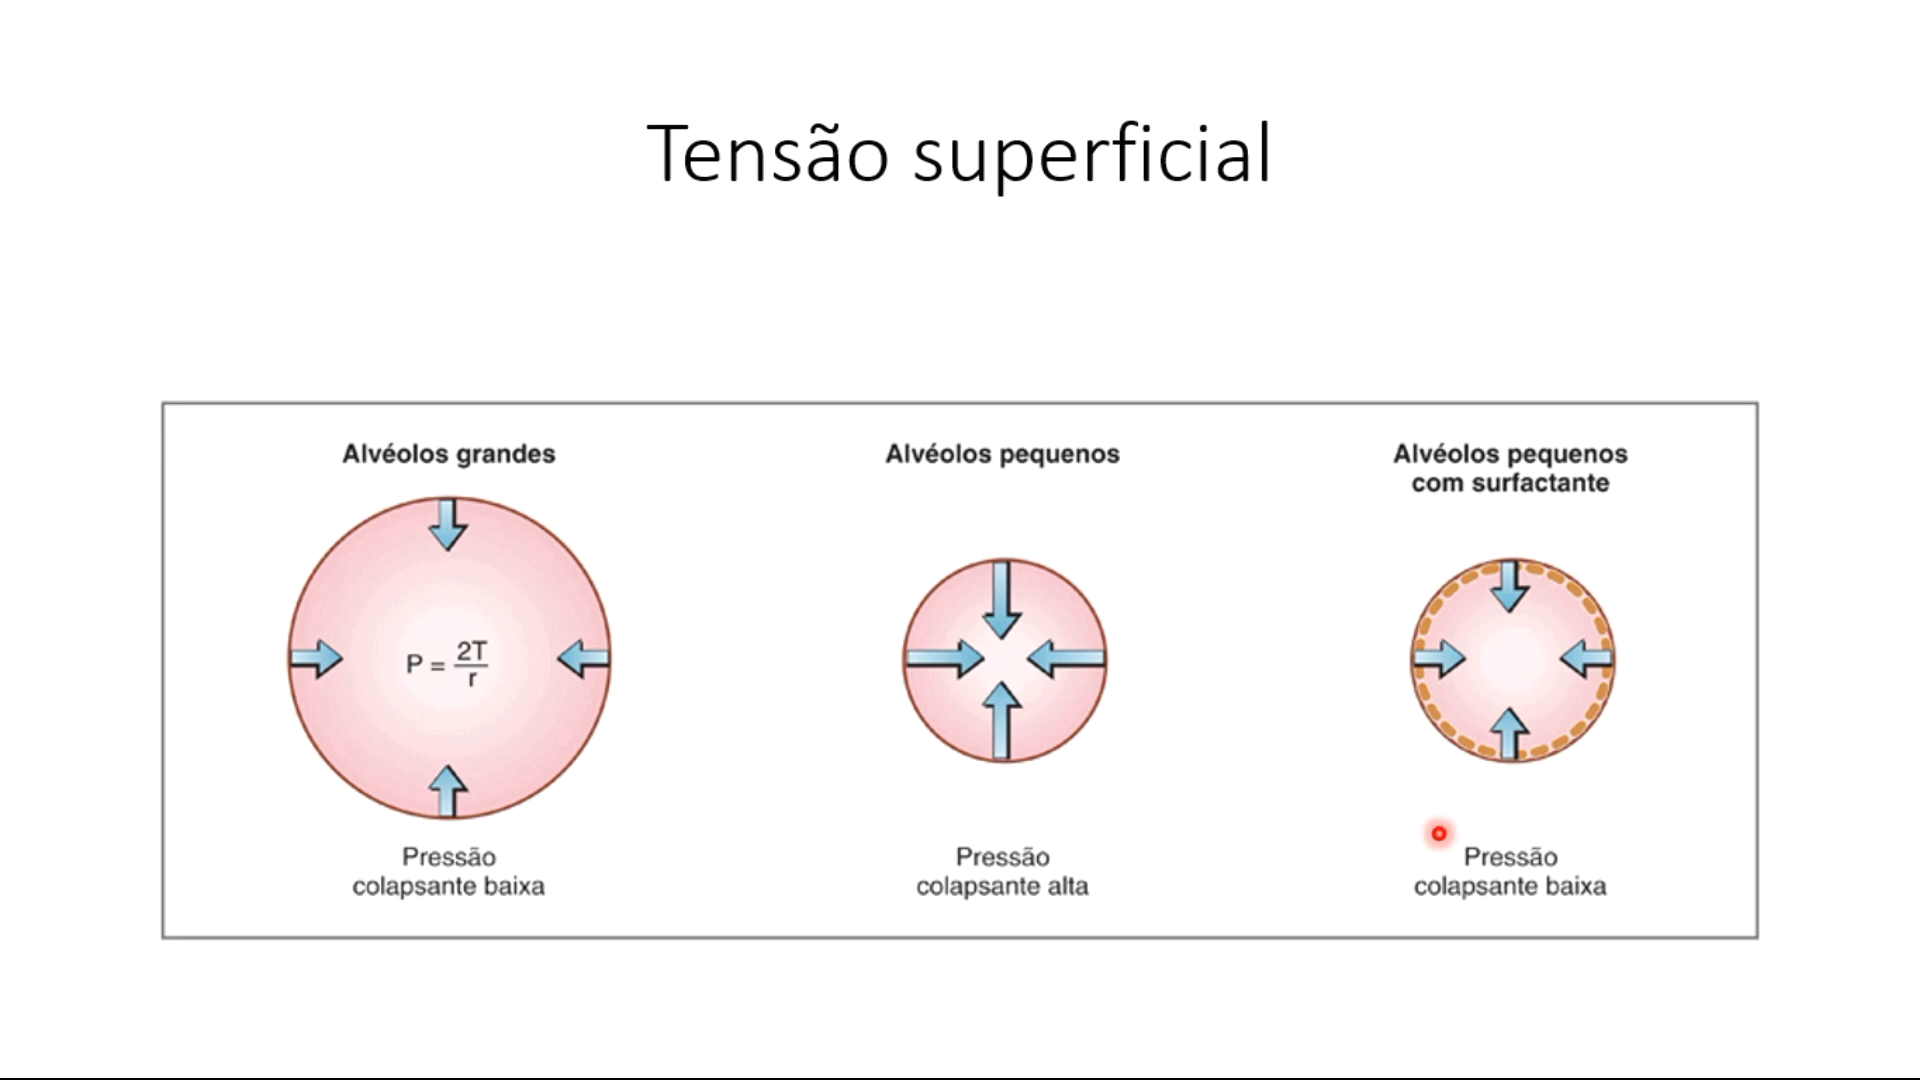 Tensão superficial
Alvéolos grandes
P = 2T/r
Pressão
colapsante baixa
Alvéolos pequenos
Pressão
colapsante alta
Alvéolos pequenos
com surfactante
Pressão
colapsante baixa